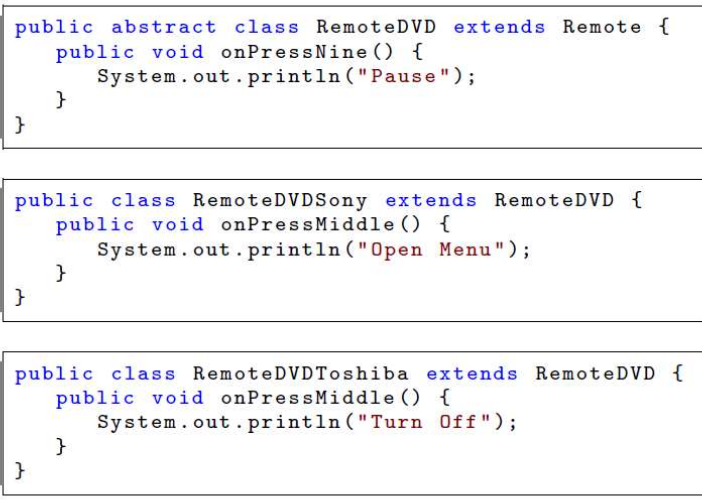 public abstract class RemoteDVD extends Remote {
   public void onPressNine() {
      System.out.println("Pause");
   }
}
public class RemoteDVDSony extends RemoteDVD {
   public void onPressMiddle() {
      System.out.println("Open Menu");
   }
}
public class RemoteDVDToshiba extends RemoteDVD {
   public void onPressMiddle() {
      System.out.println("Turn Off");
   }
}